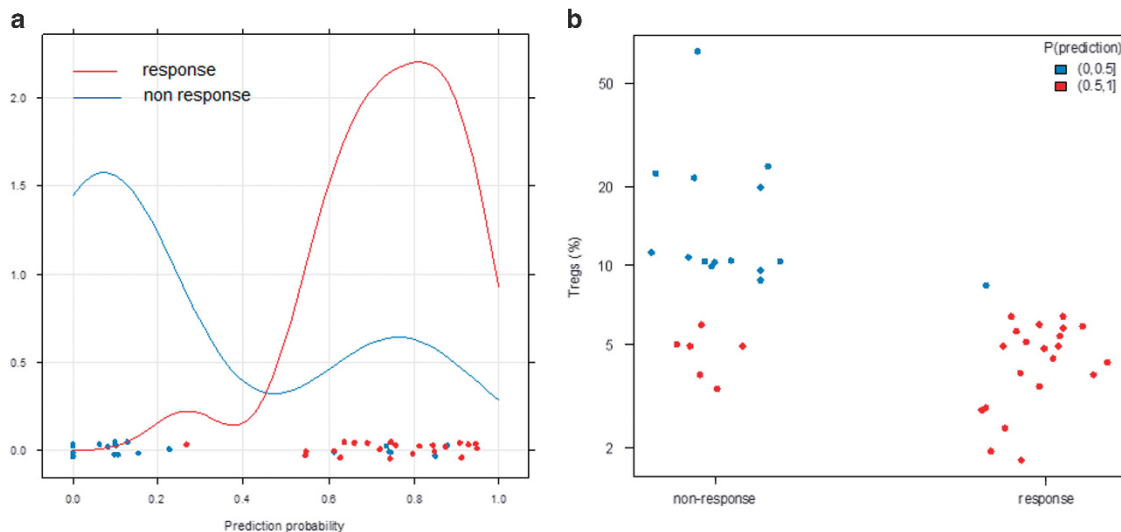 a
response
non response
2.0
1.5
1.0
0.5
0.0
0.0 0.2 0.4 0.6 0.8 1.0
Prediction probability
b
P(prediction)
(0,0.5]
(0.5,1]
50
20
10
5
2
Tregs (%)
non-response response